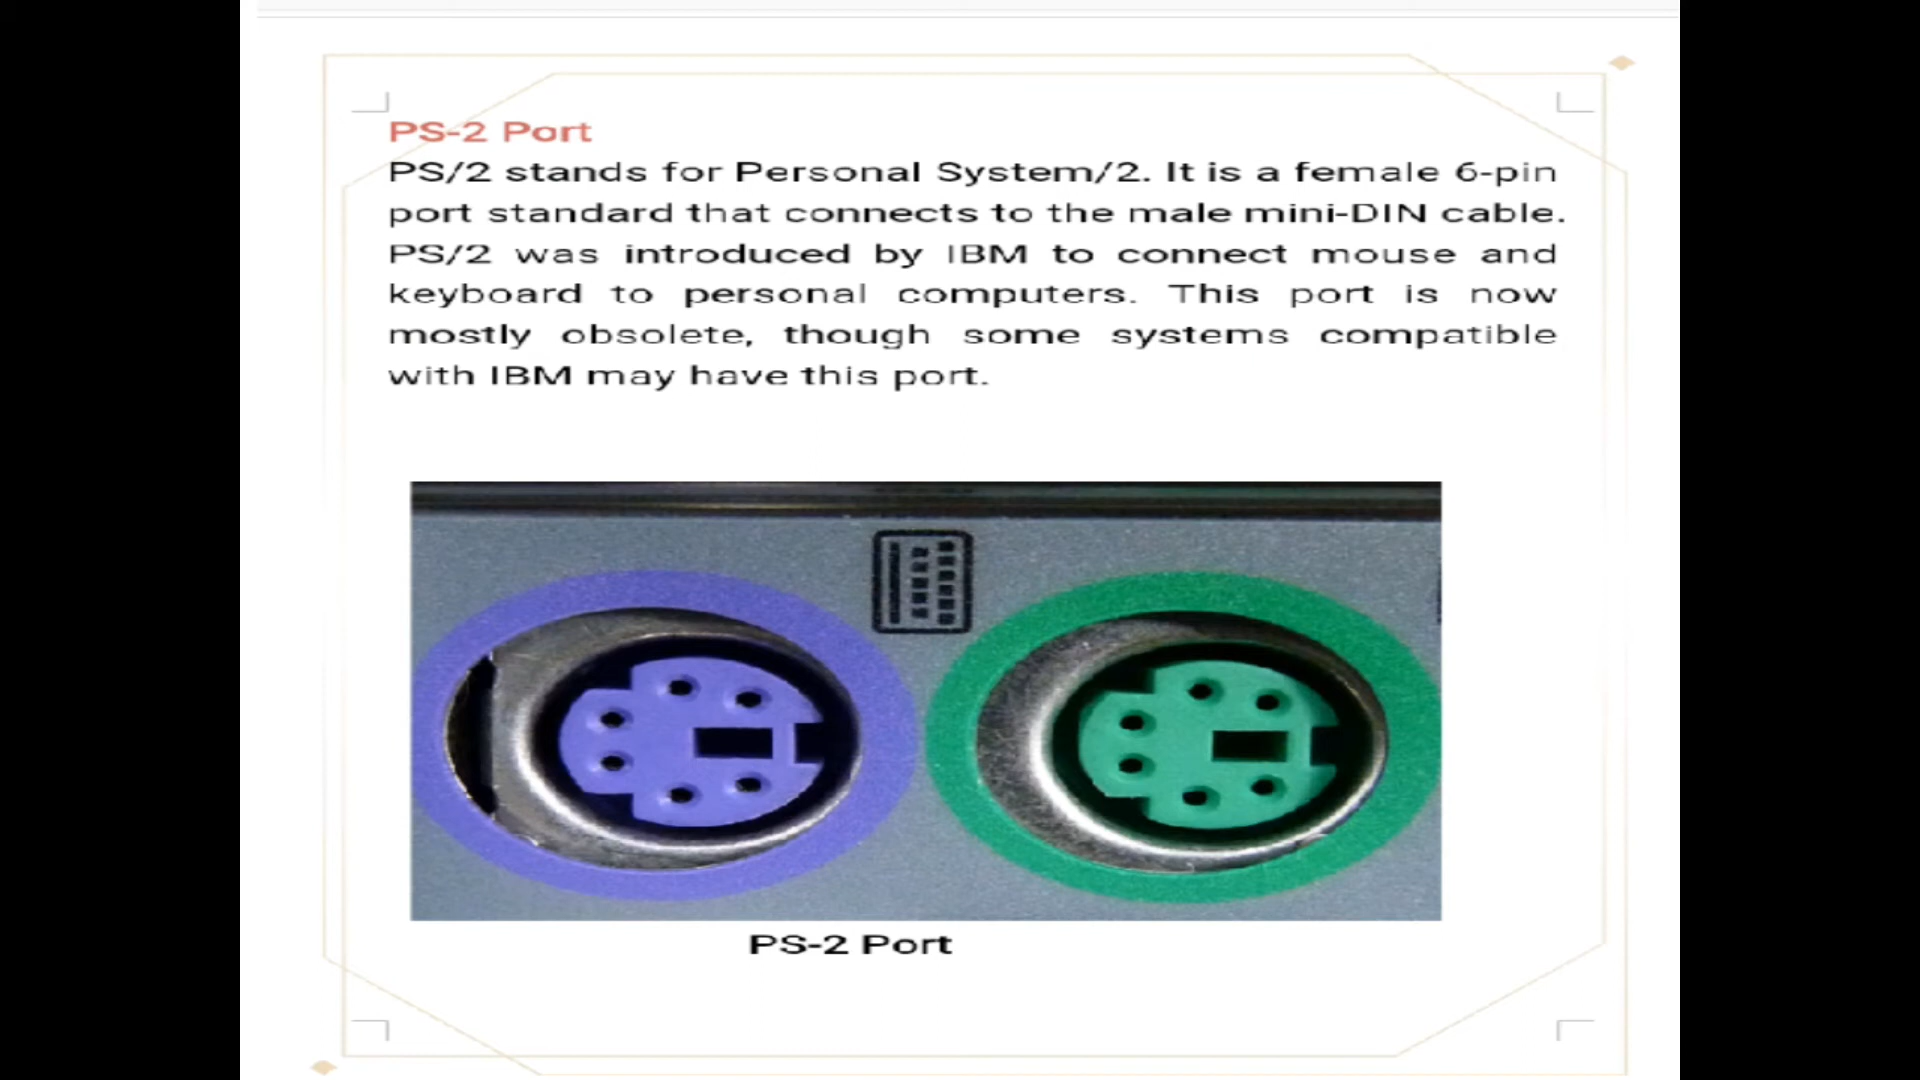 PS-2 Port
PS/2 stands for Personal System/2. It is a female 6-pin
port standard that connects to the male mini-DIN cable.
PS/2 was introduced by IBM to connect mouse and
keyboard to personal computers. This port is now
mostly obsolete, though some systems compatible
with IBM may have this port.
PS-2 Port